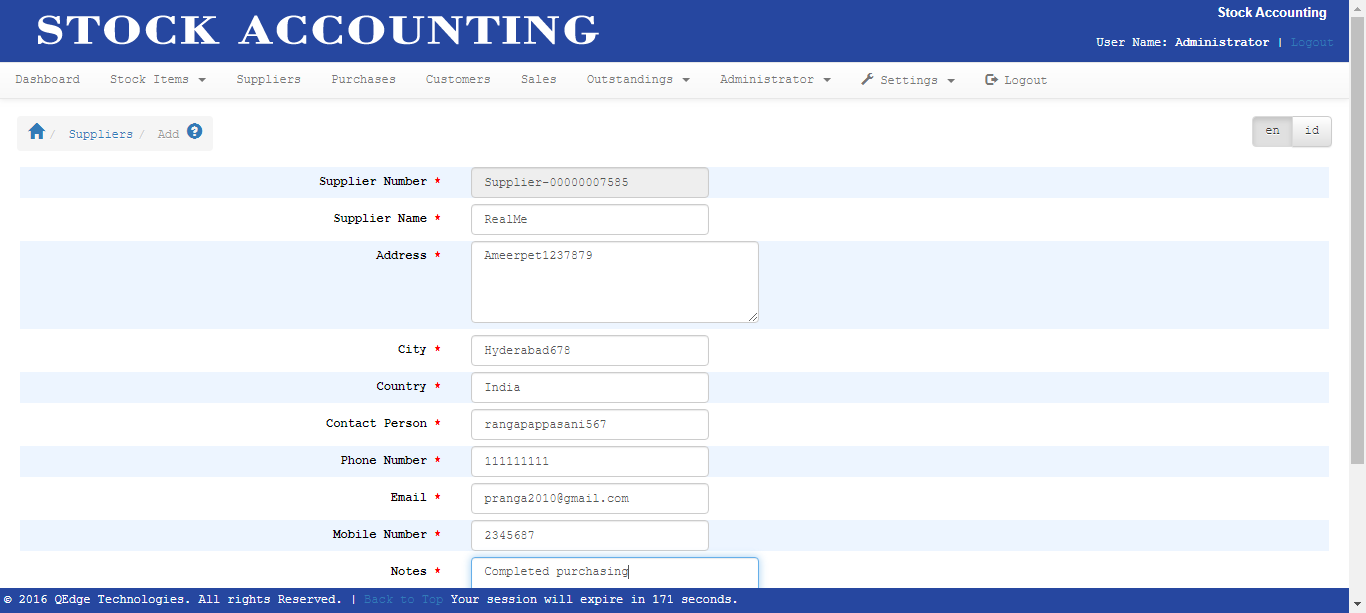 STOCK ACCOUNTING
Stock Accounting
User Name: Administrator | Logout
Dashboard Stock Items Suppliers Purchases Customers Sales Outstandings Administrator Settings Logout
/ Suppliers / Add ?
en id
Supplier Number * Supplier-00000007585
Supplier Name * RealMe
Address * Ameerpet1237879
City * Hyderabad678
Country * India
Contact Person * rangapappasani567
Phone Number * 111111111
Email * pranga2010@gmail.com
Mobile Number * 2345687
Notes * Completed purchasing
© 2016 QEdge Technologies. All rights Reserved. | Back to Top Your session will expire in 171 seconds.